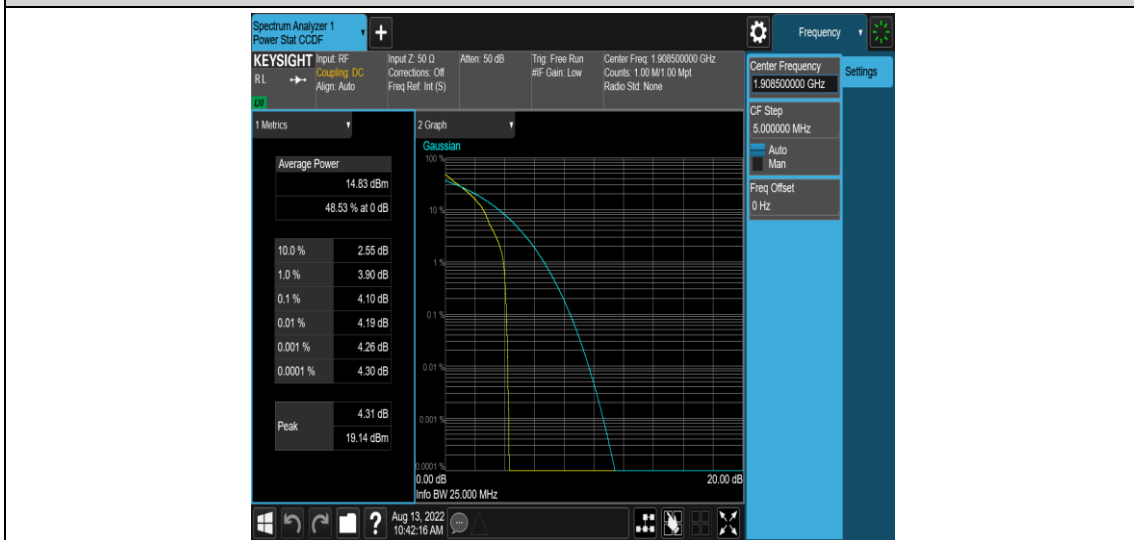 Spectrum Analyzer 1
Power Stat CCDF
+
Frequency
KEYSIGHT
RL
LXI
Input: RF
Coupling: DC
Align: Auto
Input Z: 50 Ω
Corrections: Off
Freq Ref: Int (S)
Atten: 50 dB
Trig: Free Run
#IF Gain: Low
Center Freq: 1.908500000 GHz
Counts: 1.00 M/1.00 Mpt
Radio Std: None
Center Frequency
1.908500000 GHz
Settings
CF Step
5.000000 MHz
Auto
Man
Freq Offset
0 Hz
1 Metrics
Average Power
14.83 dBm
48.53 % at 0 dB
10.0 % 2.55 dB
1.0 % 3.90 dB
0.1 % 4.10 dB
0.01 % 4.19 dB
0.001 % 4.26 dB
0.0001 % 4.30 dB
Peak
4.31 dB
19.14 dBm
2 Graph
Gaussian
100 %
10 %
1 %
0.1 %
0.01 %
0.001 %
0.0001 %
0.00 dB 20.00 dB
Info BW 25.000 MHz
?
Aug 13, 2022
10:42:16 AM